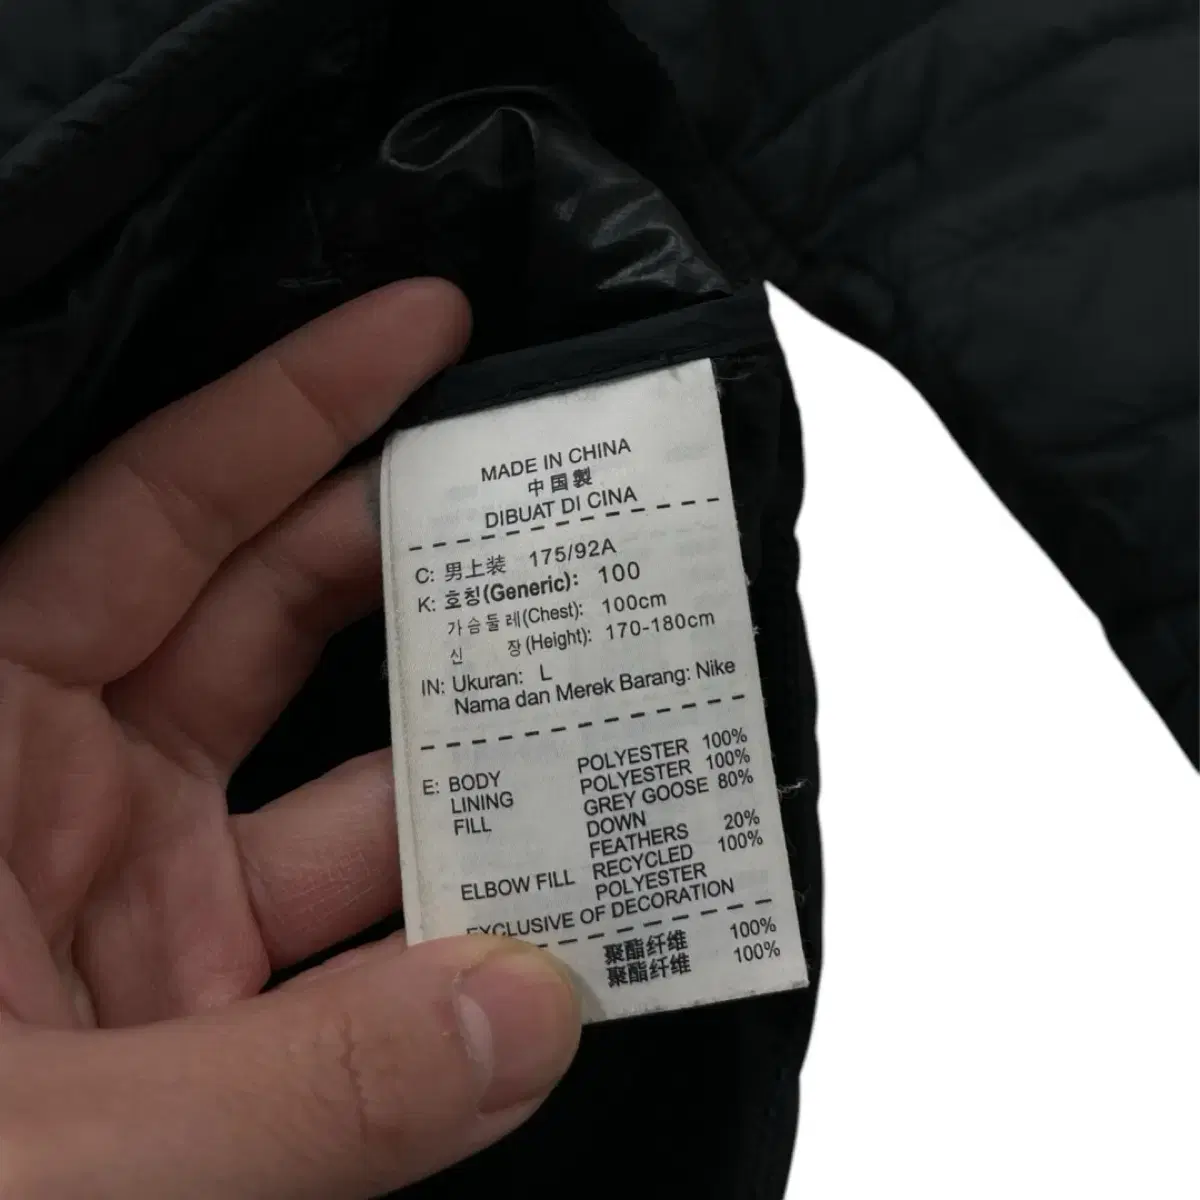 MADE IN CHINA
中国製
DIBUAT DI CINA
C: 男上装 175/92A
K: 호칭(Generic): 100
가슴둘레(Chest): 100cm
신 장(Height): 170-180cm
IN: Ukuran: L
Nama dan Merek Barang: Nike
E: BODY POLYESTER 100%
LINING POLYESTER 100%
FILL GREY GOOSE 80%
DOWN
FEATHERS 20%
ELBOW FILL RECYCLED 100%
POLYESTER
EXCLUSIVE OF DECORATION
聚酯纤维 100%
聚酯纤维 100%